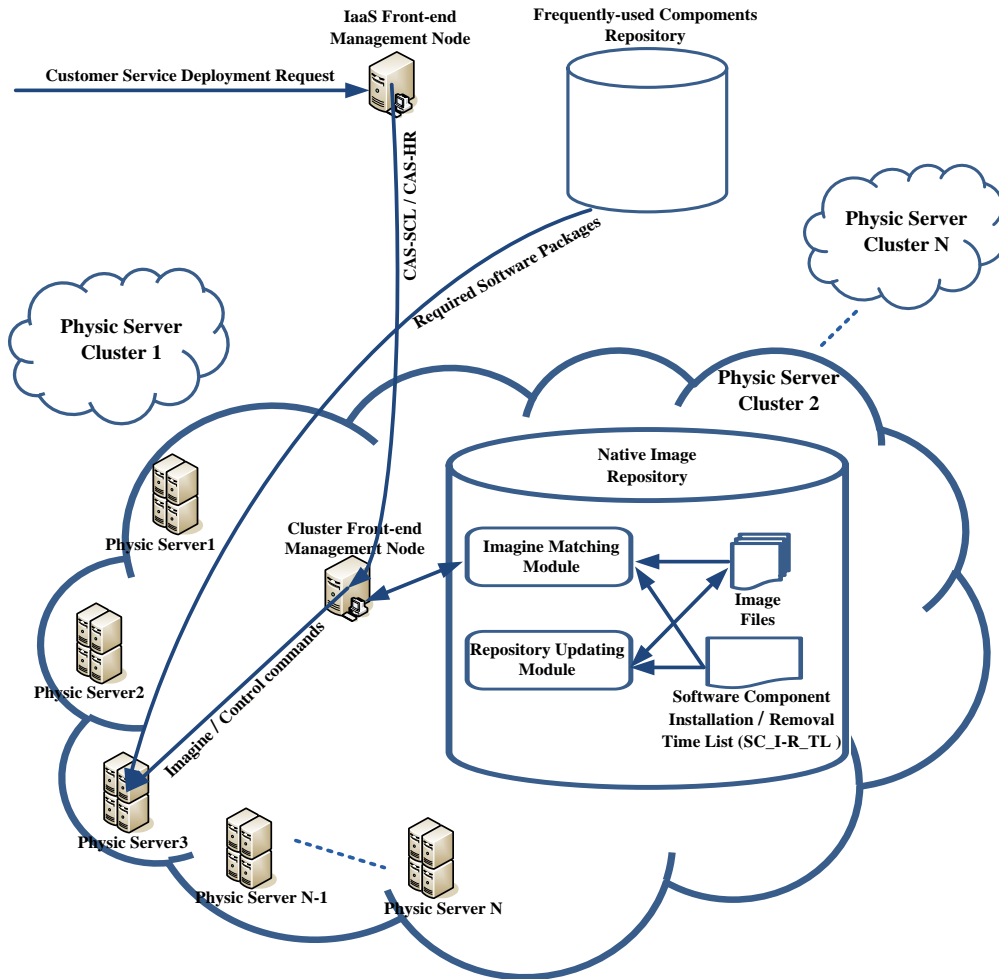 IaaS Front-end
Management Node
Frequently-used Components
Repository
Customer Service Deployment Request
CAS-SCL / CAS-HR
Required Software Packages
Physic Server
Cluster N
Physic Server
Cluster 1
Physic Server
Cluster 2
Native Image
Repository
Physic Server1
Cluster Front-end
Management Node
Imagine Matching
Module
Image
Files
Repository Updating
Module
Physic Server2
Software Component
Installation / Removal
Time List (SC_I-R_TL )
Imagine / Control commands
Physic Server3
Physic Server N-1
Physic Server N